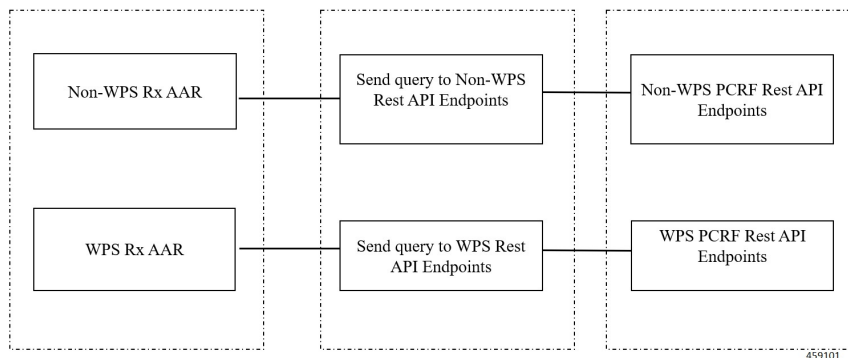 Non-WPS Rx AAR
Send query to Non-WPS
Rest API Endpoints
Non-WPS PCRF Rest API
Endpoints
WPS Rx AAR
Send query to WPS Rest
API Endpoints
WPS PCRF Rest API
Endpoints
459101